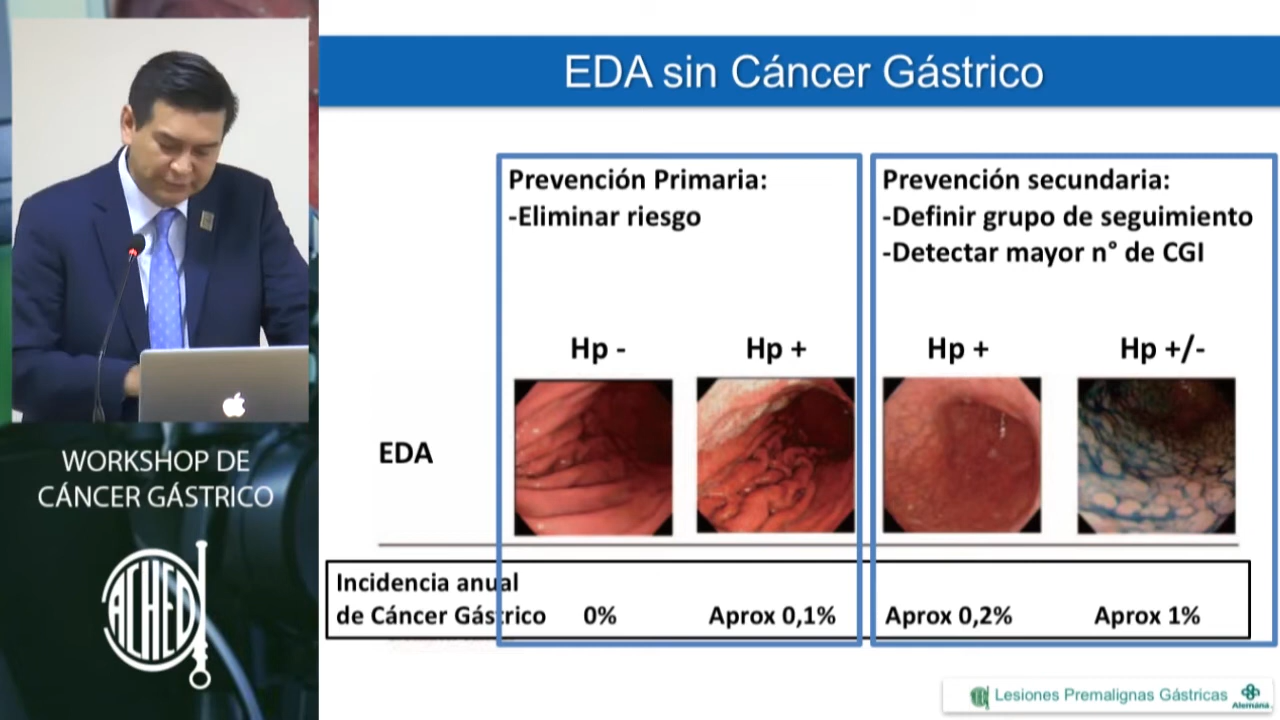 EDA sin Cáncer Gástrico
Prevención Primaria:
-Eliminar riesgo
Prevención secundaria:
-Definir grupo de seguimiento
-Detectar mayor n° de CGI
Hp -
Hp +
Hp +
Hp +/-
EDA
Incidencia anual
de Cáncer Gástrico
0%
Aprox 0,1%
Aprox 0,2%
Aprox 1%
WORKSHOP DE
CÁNCER GÁSTRICO
ACHED
Lesiones Premalignas Gástricas
Alemana